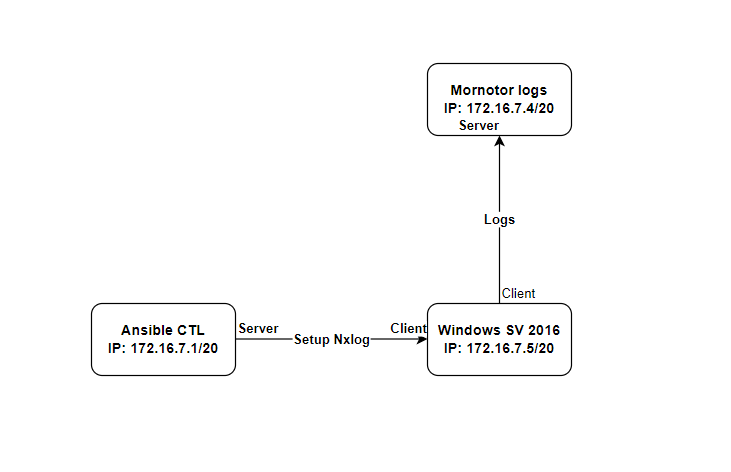 Mornotor logs
IP: 172.16.7.4/20
Server
Logs
Client
Ansible CTL
IP: 172.16.7.1/20
Server
Setup Nxlog
Client
Windows SV 2016
IP: 172.16.7.5/20